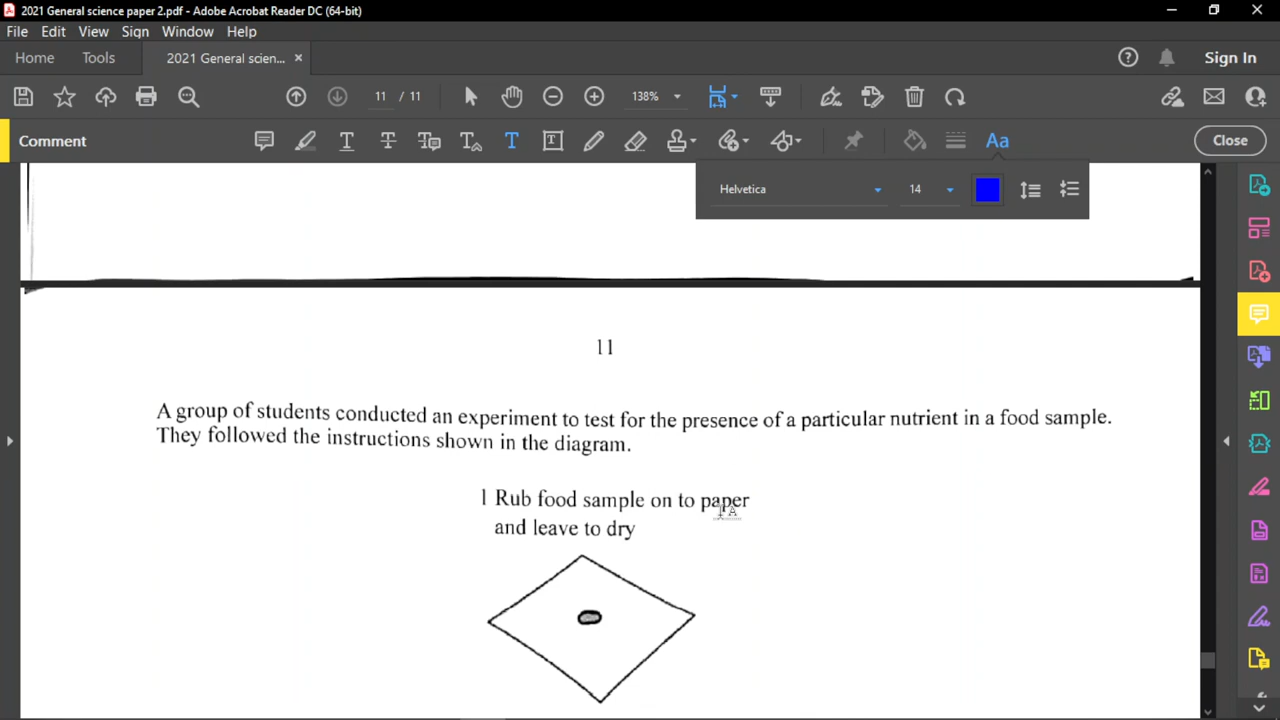 2021 General science paper 2.pdf - Adobe Acrobat Reader DC (64-bit)
File Edit View Sign Window Help
Home Tools 2021 General scien... × Sign In
11 / 11 138%
Comment Close
Helvetica 14
11
A group of students conducted an experiment to test for the presence of a particular nutrient in a food sample.
They followed the instructions shown in the diagram.
1 Rub food sample on to paper
and leave to dry